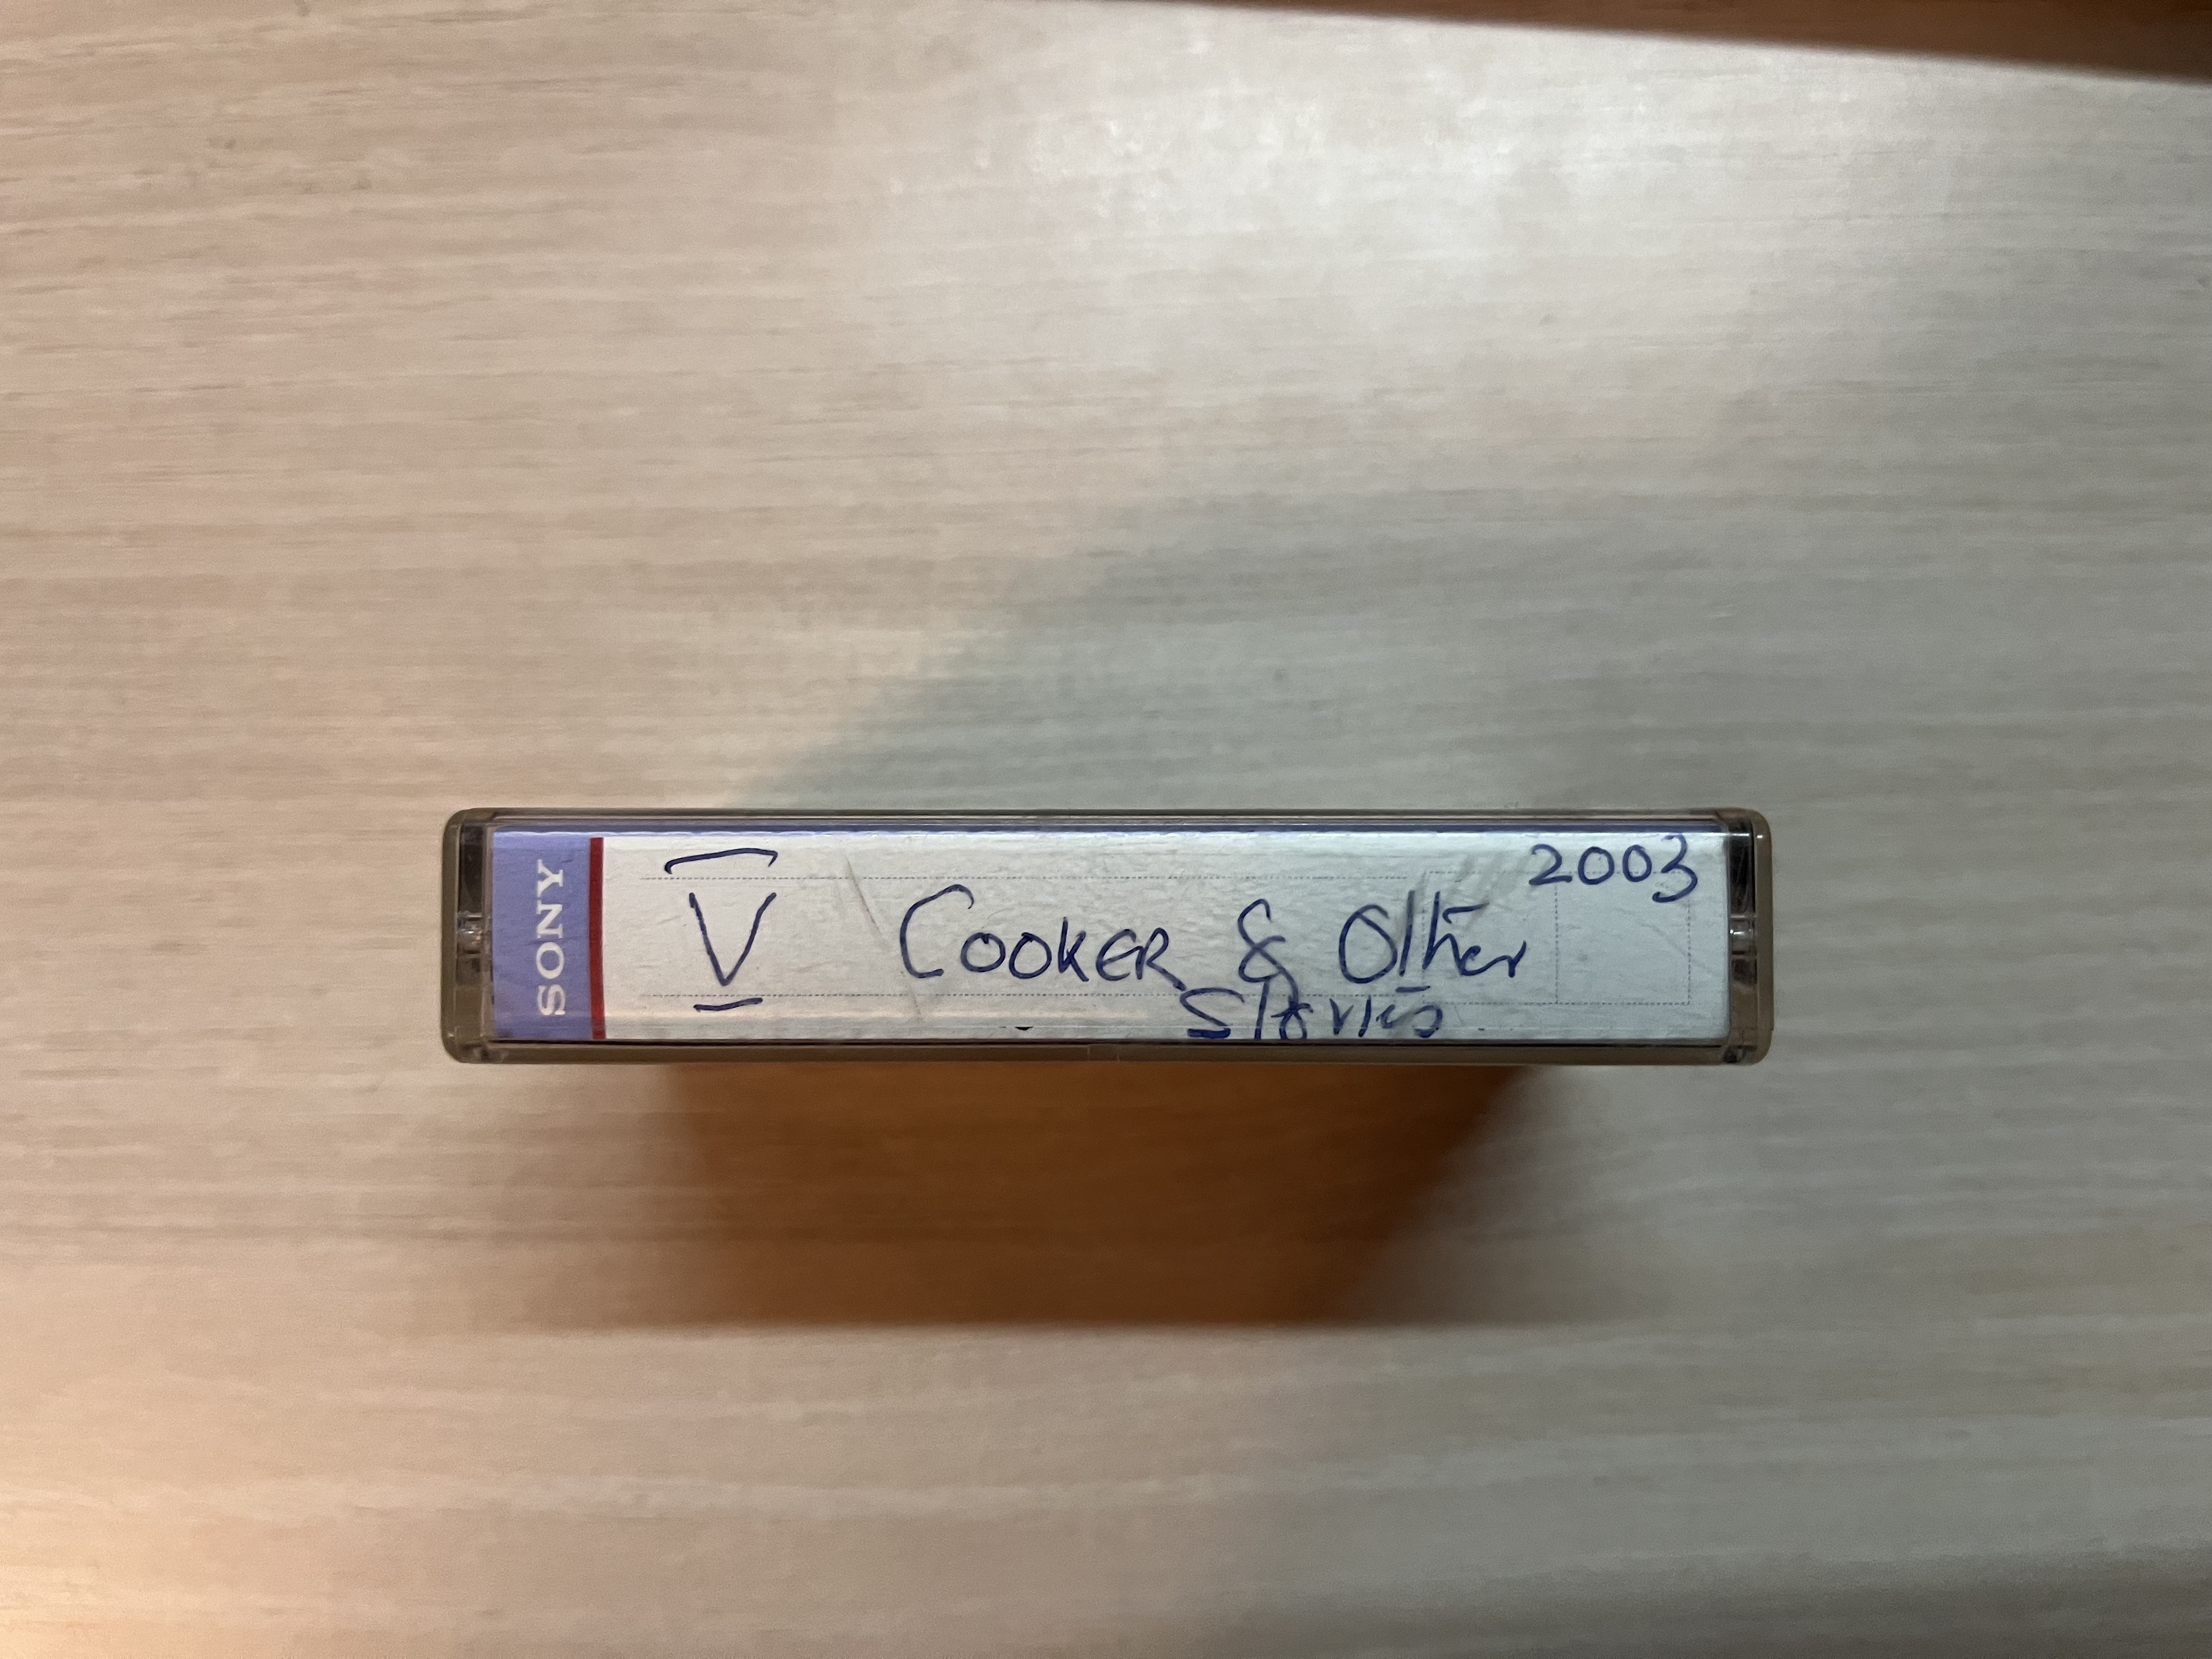 SONY
2003
V Cooker & Other
Stories